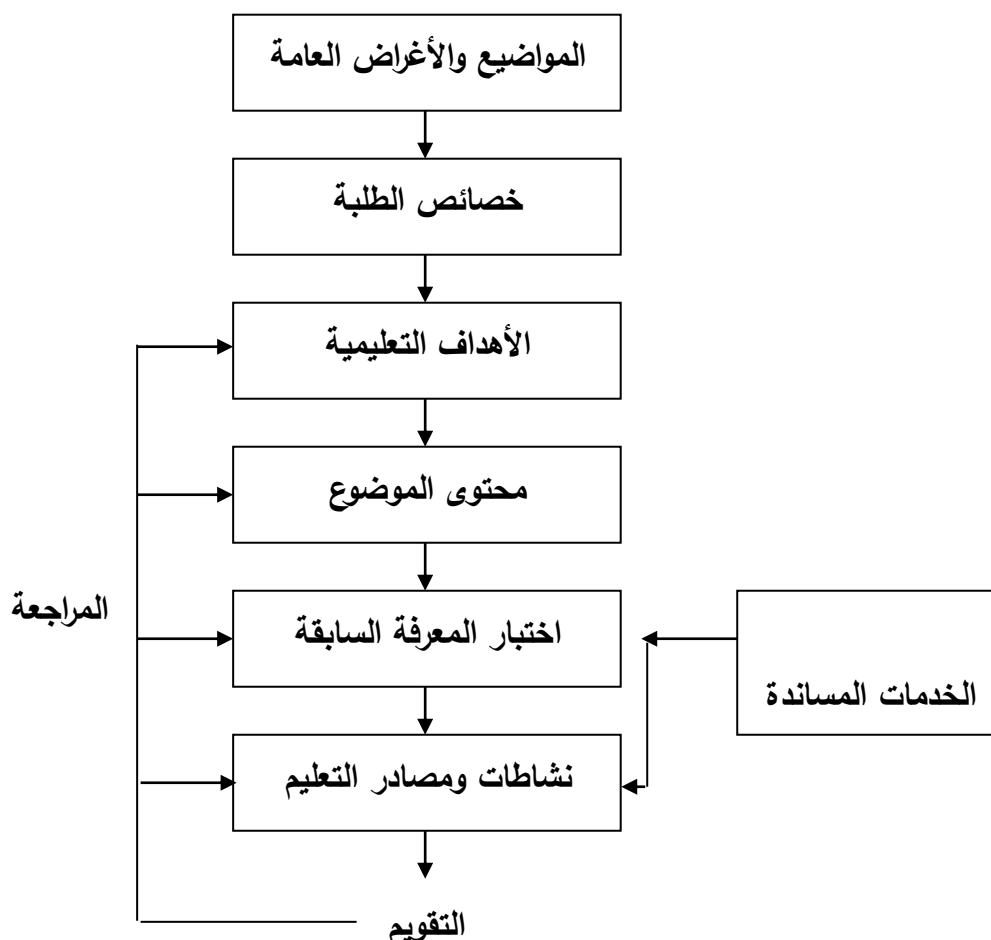 المواضيع والأغراض العامة
خصائص الطلبة
الأهداف التعليمية
محتوى الموضوع
المراجعة
اختبار المعرفة السابقة
الخدمات المساندة
نشاطات ومصادر التعليم
التقويم